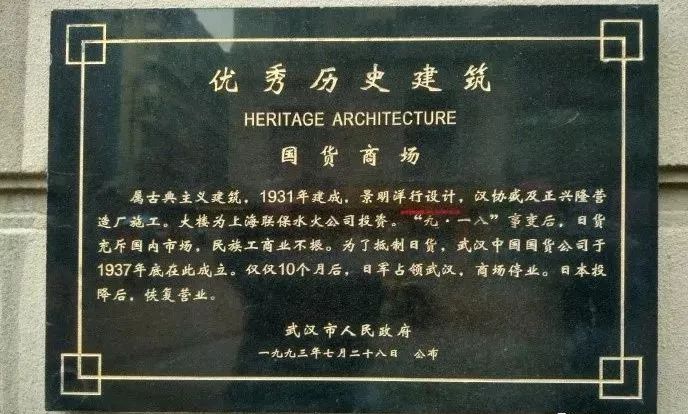 优秀历史建筑
HERITAGE ARCHITECTURE
国货商场
属古典主义建筑，1931年建成，景明洋行设计，汉协盛及正兴隆营
造厂施工。大楼为上海联保水火公司投资。“九·一八”事变后，日货
充斥国内市场，民族工商业不振。为了抵制日货，武汉中国国货公司于
1937年底在此成立。仅仅10个月后，日军占领武汉，商场停业。日本投
降后，恢复营业。
武汉市人民政府
一九九三年七月二十八日 公布